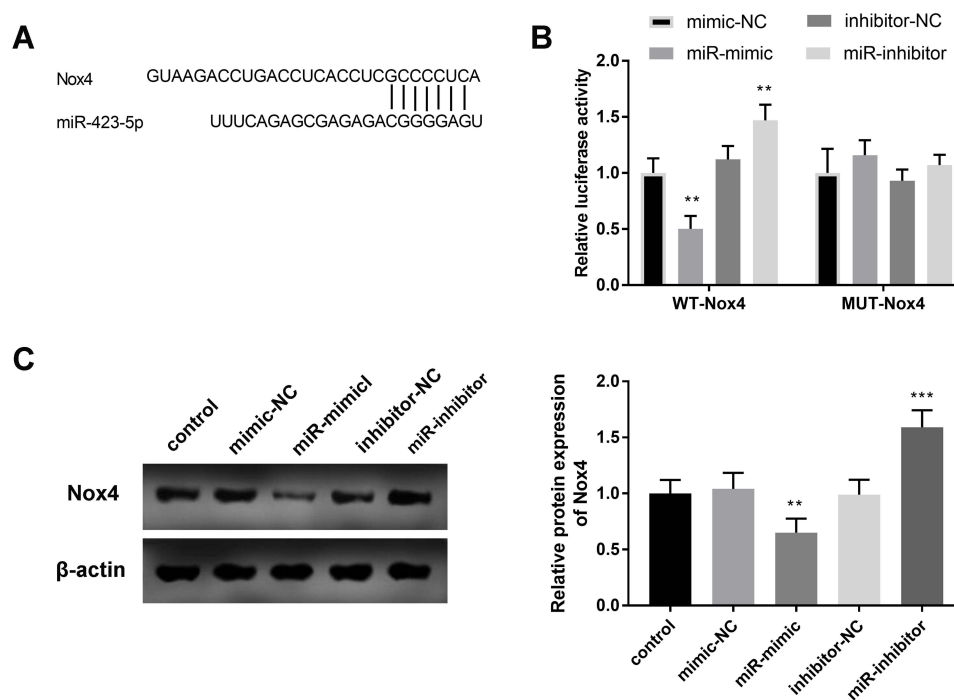 A
Nox4 GUAAGACCUGACCUCACCUCGCCCCUCA
miR-423-5p UUUCAGAGCGAGAGACGGGGAGU
B
mimic-NC inhibitor-NC
miR-mimic miR-inhibitor
Relative luciferase activity
2.0
1.5
1.0
0.5
0.0
**
**
WT-Nox4 MUT-Nox4
C
control mimic-NC miR-mimicl inhibitor-NC miR-inhibitor
Nox4
β-actin
Relative protein expression
of Nox4
2.0
1.5
1.0
0.5
0.0
**
***
control mimic-NC miR-mimic inhibitor-NC miR-inhibitor